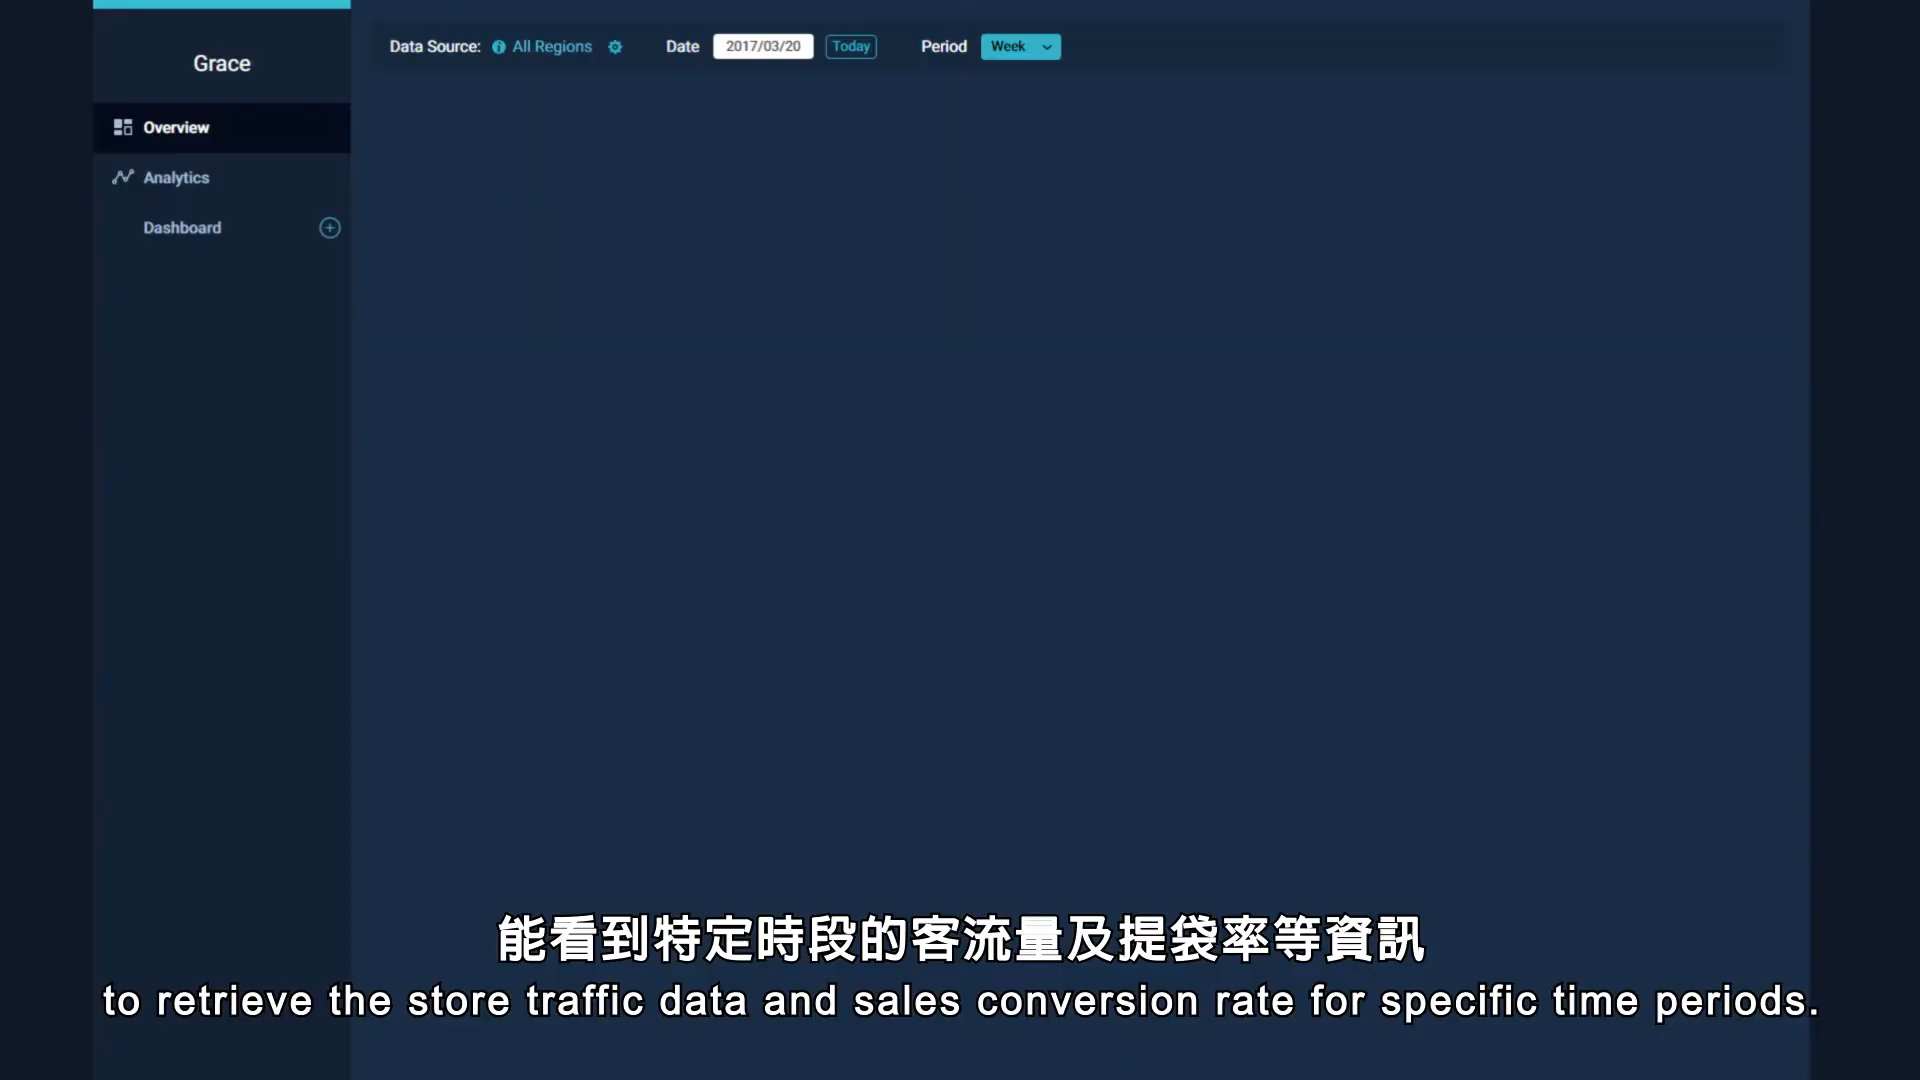 Grace
Overview
Analytics
Dashboard
Data Source: All Regions Date 2017/03/20 Today Period Week
能看到特定時段的客流量及提袋率等資訊
to retrieve the store traffic data and sales conversion rate for specific time periods.